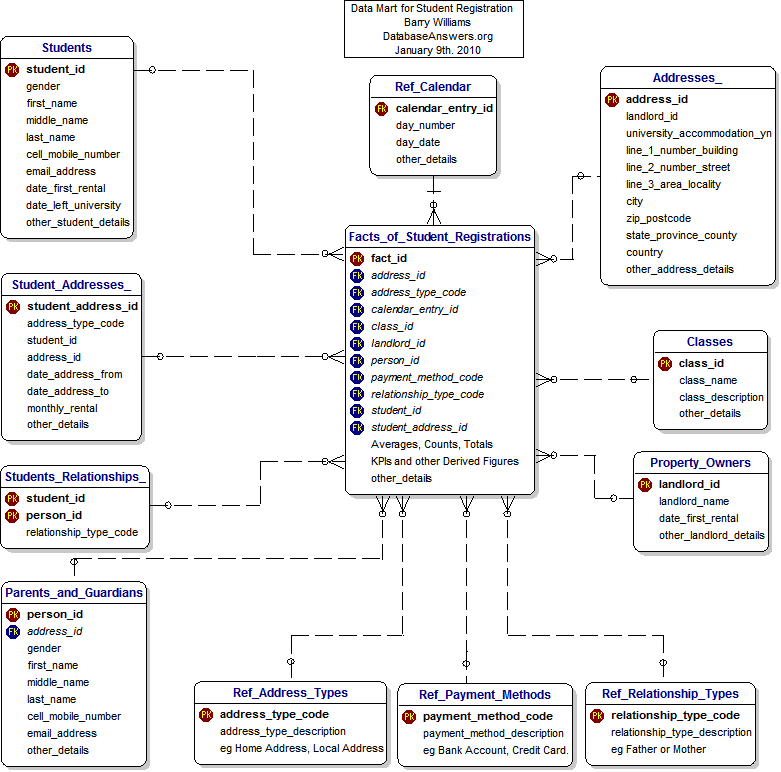 Data Mart for Student Registration
Barry Williams
DatabaseAnswers.org
January 9th. 2010
Students
Pk student_id
gender
first_name
middle_name
last_name
cell_mobile_number
email_address
date_first_rental
date_left_university
other_student_details
Ref_Calendar
Fk calendar_entry_id
day_number
day_date
other_details
Addresses_
Pk address_id
landlord_id
university_accommodation_yn
line_1_number_building
line_2_number_street
line_3_area_locality
city
zip_postcode
state_province_county
country
other_address_details
Facts_of_Student_Registrations
Pk fact_id
Fk address_id
Fk address_type_code
Fk calendar_entry_id
Fk class_id
Fk landlord_id
Fk person_id
Fk payment_method_code
Fk relationship_type_code
Fk student_id
Fk student_address_id
Averages, Counts, Totals
KPIs and other Derived Figures
other_details
Student_Addresses_
Pk student_address_id
address_type_code
student_id
address_id
date_address_from
date_address_to
monthly_rental
other_details
Classes
Pk class_id
class_name
class_description
other_details
Students_Relationships_
Pk student_id
Pk person_id
relationship_type_code
Property_Owners
Pk landlord_id
landlord_name
date_first_rental
other_landlord_details
Parents_and_Guardians
Pk person_id
Fk address_id
gender
first_name
middle_name
last_name
cell_mobile_number
email_address
other_details
Ref_Address_Types
Pk address_type_code
address_type_description
eg Home Address, Local Address
Ref_Payment_Methods
Pk payment_method_code
payment_method_description
eg Bank Account, Credit Card.
Ref_Relationship_Types
Pk relationship_type_code
relationship_type_description
eg Father or Mother